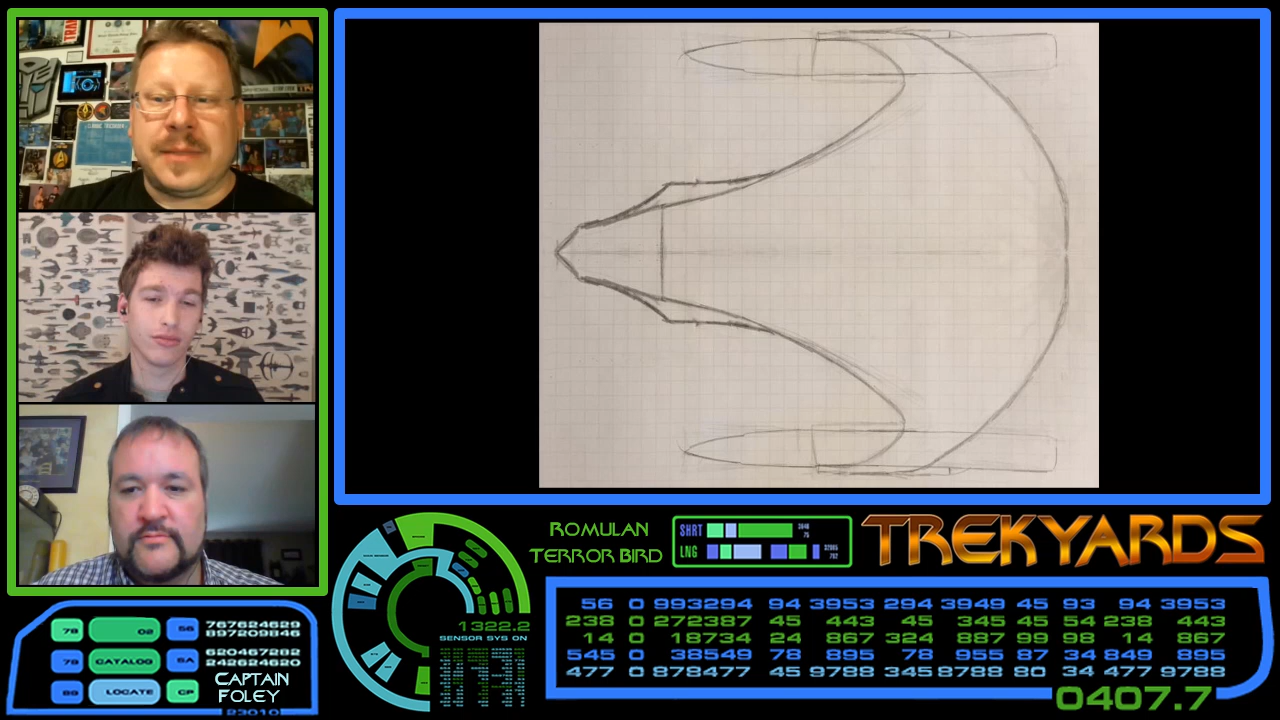 ROMULAN
TERROR BIRD
SHRT
LNG
TREKYARDS
1322.2
SENSOR SYS ON
78 02 56 767624629
897209846
79 CATALOG 5A 620467282
242624620
89 LOCATE CP
CAPTAIN
FOLEY
23010
56 0 993294 94 3953 294 3949 45 93 94 3953
238 0 272387 45 443 45 345 45 54 238 443
14 0 18734 24 867 324 887 99 98 14 867
545 0 38549 78 895 78 955 87 34 849 895
477 0 878477 45 9788 345 8788 80 34 477 9788
0407.7